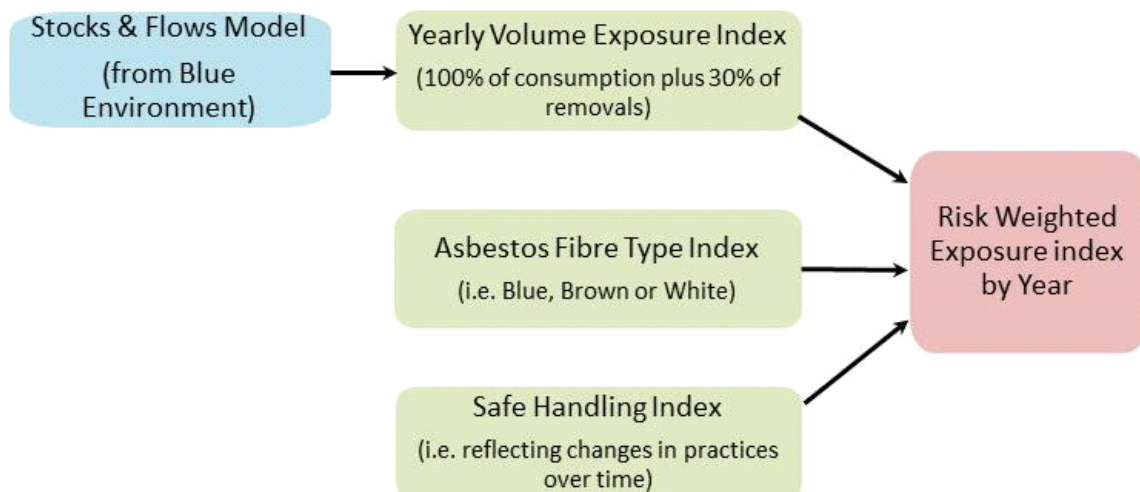 Stocks & Flows Model
(from Blue
Environment)
Yearly Volume Exposure Index
(100% of consumption plus 30% of
removals)
Asbestos Fibre Type Index
(i.e. Blue, Brown or White)
Safe Handling Index
(i.e. reflecting changes in practices
over time)
Risk Weighted
Exposure index
by Year